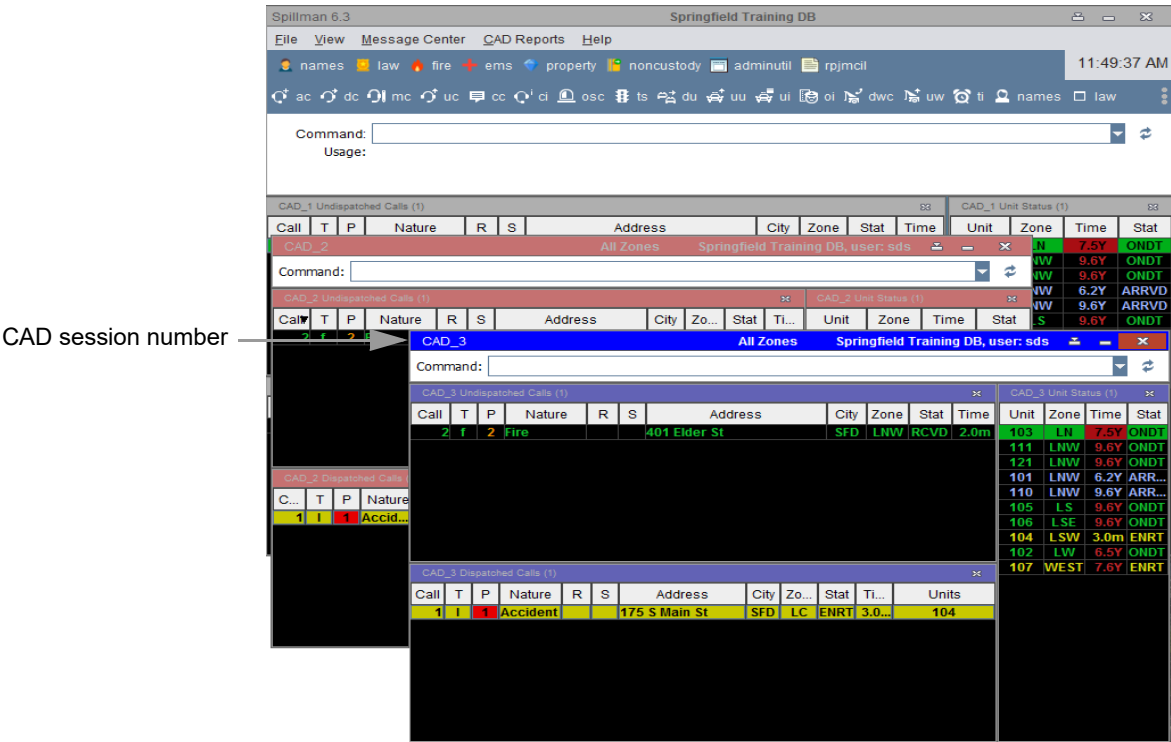 Spillman 6.3 Springfield Training DB
File View Message Center CAD Reports Help
names law fire ems property noncustody adminutil rpjmcil 11:49:37 AM
ac dc mc uc cc ci osc ts du uu ui oi dwc uw ti names law
Command:
Usage:
CAD_1 Undispatched Calls (1) CAD_1 Unit Status (1)
Call T P Nature R S Address City Zone Stat Time Unit Zone Time Stat
CAD_2 All Zones Springfield Training DB, user: sds
N 7.5Y ONDT
NW 9.6Y ONDT
Command:
NW 9.6Y ONDT
NW 6.2Y ARRVD
CAD_2 Undispatched Calls (1) CAD_2 Unit Status (1)
NW 9.6Y ARRVD
Call T P Nature R S Address City Zo... Stat Ti... Unit Zone Time Stat
S 9.6Y ONDT
CAD session number
2 f 2
CAD_3 All Zones Springfield Training DB, user: sds
Command:
CAD_3 Undispatched Calls (1) CAD_3 Unit Status (1)
Call T P Nature R S Address City Zone Stat Time Unit Zone Time Stat
2 f 2 Fire 401 Elder St SFD LNW RCVD 2.0m 103 LN 7.5Y ONDT
111 LNW 9.6Y ONDT
121 LNW 9.6Y ONDT
CAD_2 Dispatched Calls 101 LNW 6.2Y ARR...
110 LNW 9.6Y ARR...
C... T P Nature
105 LS 9.6Y ONDT
1 l 1 Accid... 106 LSE 9.6Y ONDT
104 LSW 3.0m ENRT
102 LW 6.5Y ONDT
107 WEST 7.6Y ENRT
CAD_3 Dispatched Calls (1)
Call T P Nature R S Address City Zo... Stat Ti... Units
1 l 1 Accident 175 S Main St SFD LC ENRT 3.0... 104